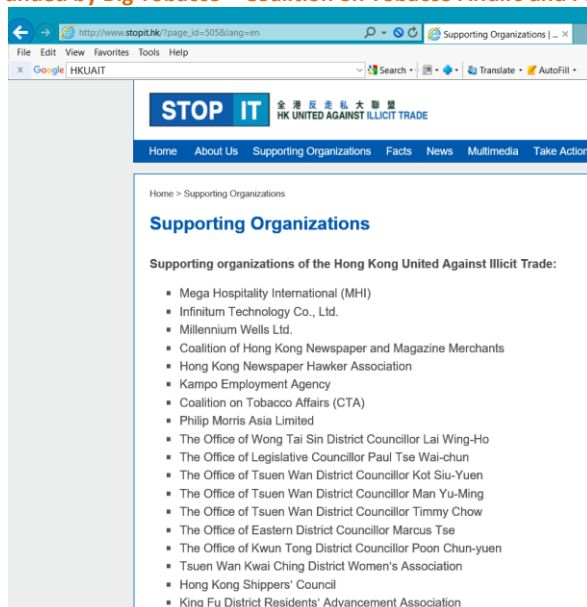 unded by Big Tobacco – Coalition on Tobacco Affairs and P
http://www.stopit.hk/?page_id=505&lang=en
Supporting Organizations | ...
File Edit View Favorites Tools Help
x Google HKUAIT Search Translate AutoFill
STOP IT
全港反走私大聯盟
HK UNITED AGAINST ILLICIT TRADE
Home About Us Supporting Organizations Facts News Multimedia Take Action
Home > Supporting Organizations
Supporting Organizations
Supporting organizations of the Hong Kong United Against Illicit Trade:
Mega Hospitality International (MHI)
Infinitum Technology Co., Ltd.
Millennium Wells Ltd.
Coalition of Hong Kong Newspaper and Magazine Merchants
Hong Kong Newspaper Hawker Association
Kampo Employment Agency
Coalition on Tobacco Affairs (CTA)
Philip Morris Asia Limited
The Office of Wong Tai Sin District Councillor Lai Wing-Ho
The Office of Legislative Councillor Paul Tse Wai-chun
The Office of Tsuen Wan District Councillor Kot Siu-Yuen
The Office of Tsuen Wan District Councillor Man Yu-Ming
The Office of Tsuen Wan District Councillor Timmy Chow
The Office of Eastern District Councillor Marcus Tse
The Office of Kwun Tong District Councillor Poon Chun-yuen
Tsuen Wan Kwai Ching District Women's Association
Hong Kong Shippers' Council
King Fu District Residents' Advancement Association